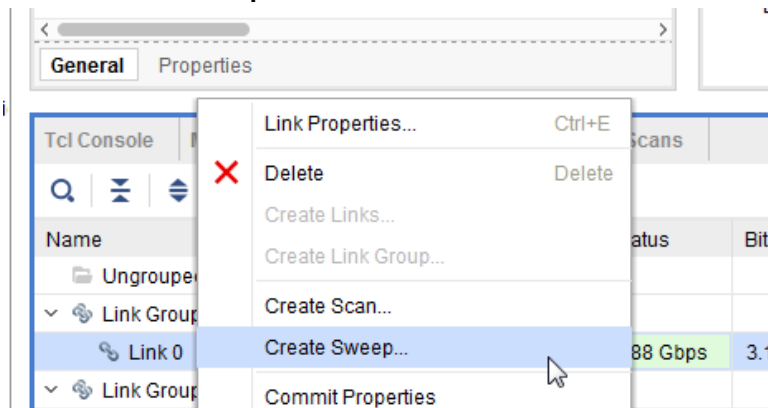 General Properties
Link Properties... Ctrl+E
Tcl Console Scans
Delete Delete
Create Links...
Name atus Bit
Create Link Group...
Ungroupe
Create Scan...
Link Group
Create Sweep...
Link 0 88 Gbps 3.1
Link Group
Commit Properties